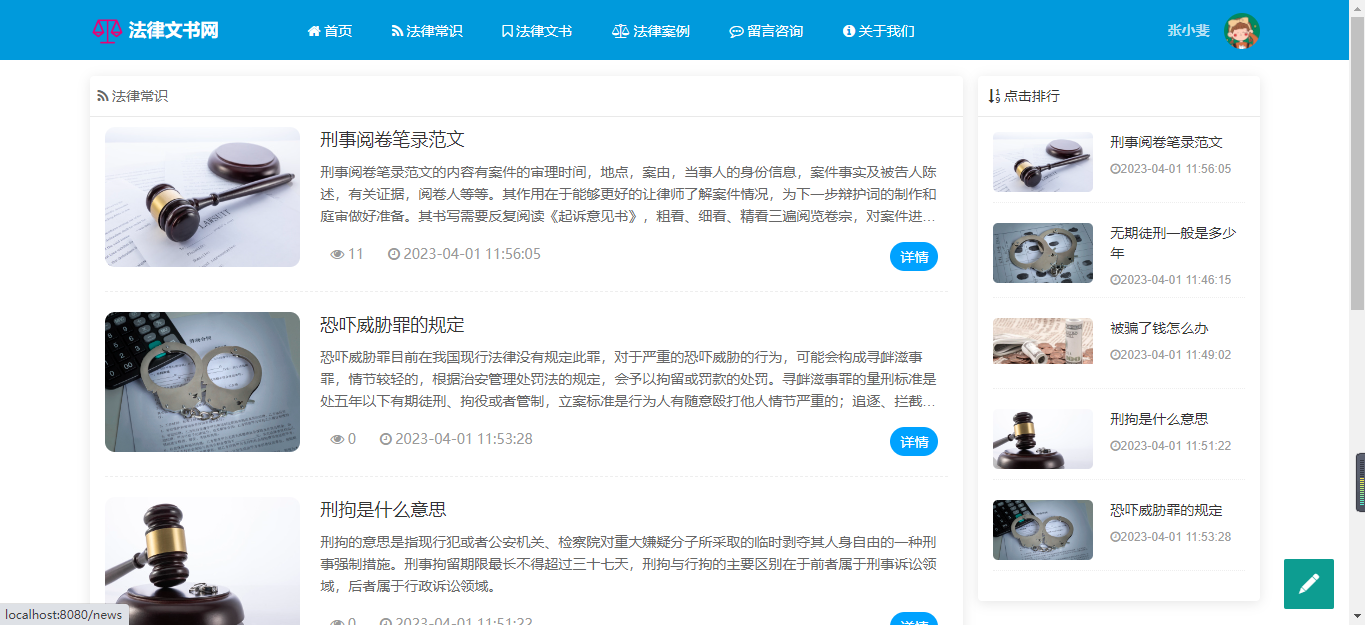 法律文书网
首页
法律常识
法律文书
法律案例
留言咨询
关于我们
张小斐
法律常识
刑事阅卷笔录范文
刑事阅卷笔录范文的内容有案件的审理时间，地点，案由，当事人的身份信息，案件事实及被告人陈
述，有关证据，阅卷人等等。其作用在于能够更好的让律师了解案件情况，为下一步辩护词的制作和
庭审做好准备。其书写需要反复阅读《起诉意见书》，粗看、细看、精看三遍阅览卷宗，对案件进...
11
2023-04-01 11:56:05
详情
恐吓威胁罪的规定
恐吓威胁罪目前在我国现行法律没有规定此罪，对于严重的恐吓威胁的行为，可能会构成寻衅滋事
罪，情节较轻的，根据治安管理处罚法的规定，会予以拘留或罚款的处罚。寻衅滋事罪的量刑标准是
处五年以下有期徒刑、拘役或者管制，立案标准是行为人有随意殴打他人情节严重的；追逐、拦截...
0
2023-04-01 11:53:28
详情
刑拘是什么意思
刑拘的意思是指现行犯或者公安机关、检察院对重大嫌疑分子所采取的临时剥夺其人身自由的一种刑
事强制措施。刑事拘留期限最长不得超过三十七天，刑拘与行拘的主要区别在于前者属于刑事诉讼领
域，后者属于行政诉讼领域。
0
2023-04-01 11:51:22
详情
点击排行
刑事阅卷笔录范文
2023-04-01 11:56:05
无期徒刑一般是多少
年
2023-04-01 11:46:15
被骗了钱怎么办
2023-04-01 11:49:02
刑拘是什么意思
2023-04-01 11:51:22
恐吓威胁罪的规定
2023-04-01 11:53:28
localhost:8080/news